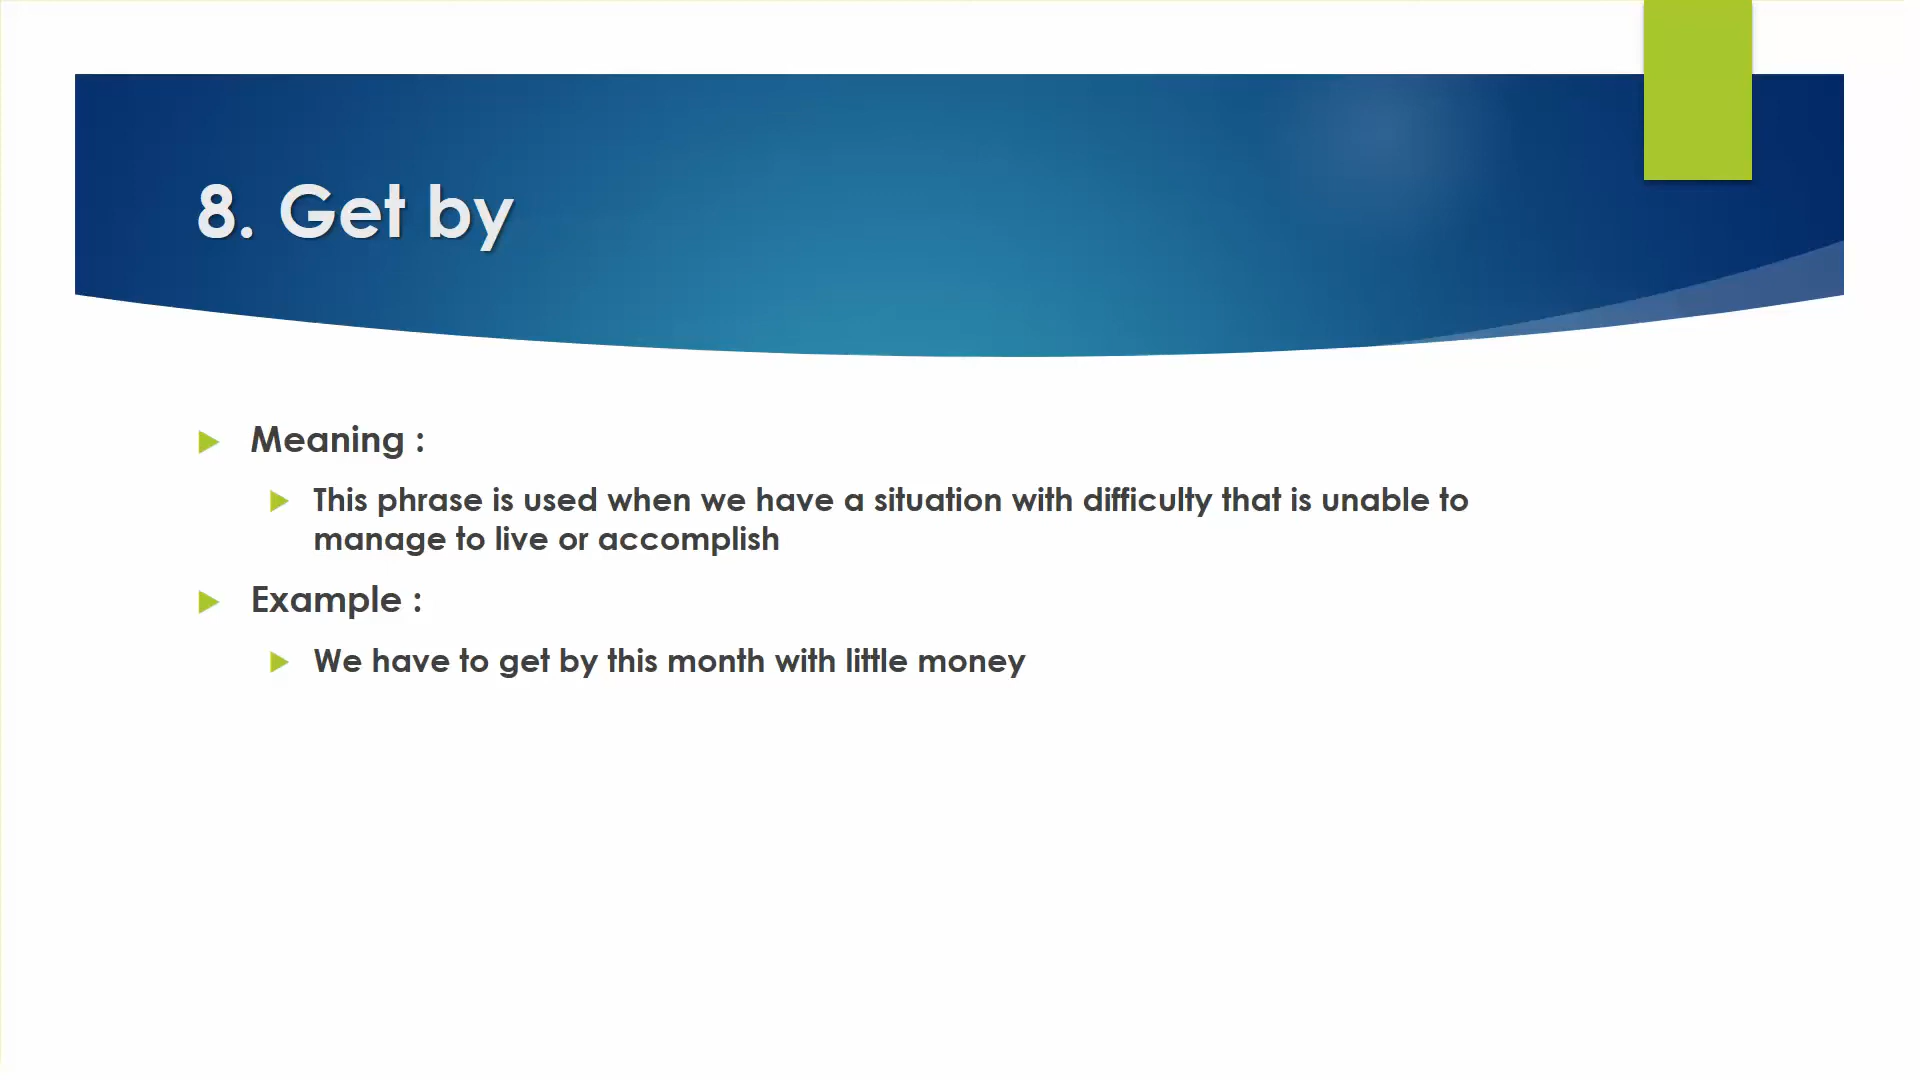 8. Get by
Meaning :
This phrase is used when we have a situation with difficulty that is unable to
manage to live or accomplish
Example :
We have to get by this month with little money